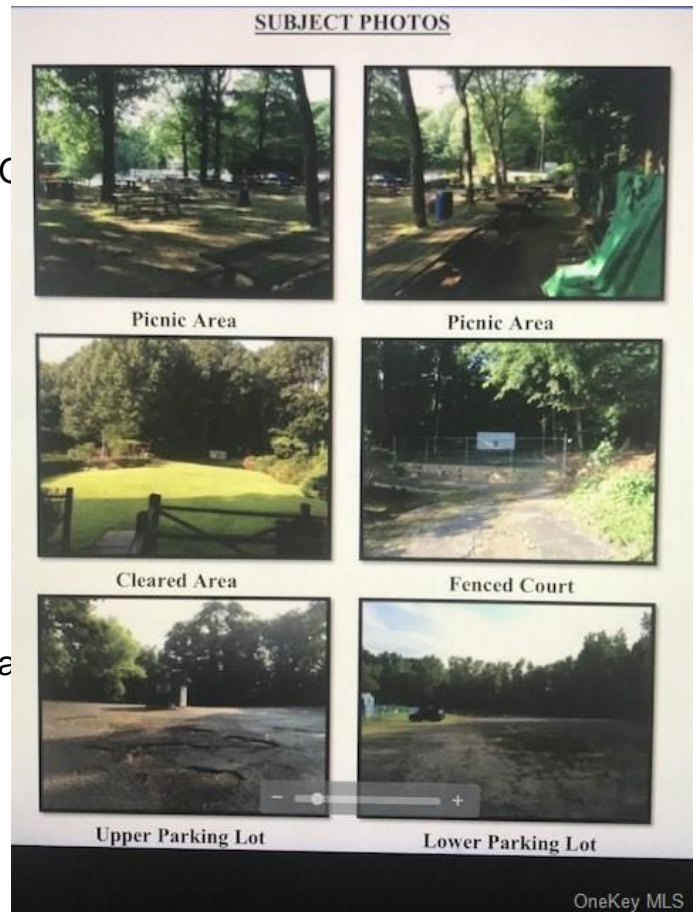 SUBJECT PHOTOS
Picnic Area
Picnic Area
Cleared Area
Fenced Court
Upper Parking Lot
Lower Parking Lot
OneKey MLS